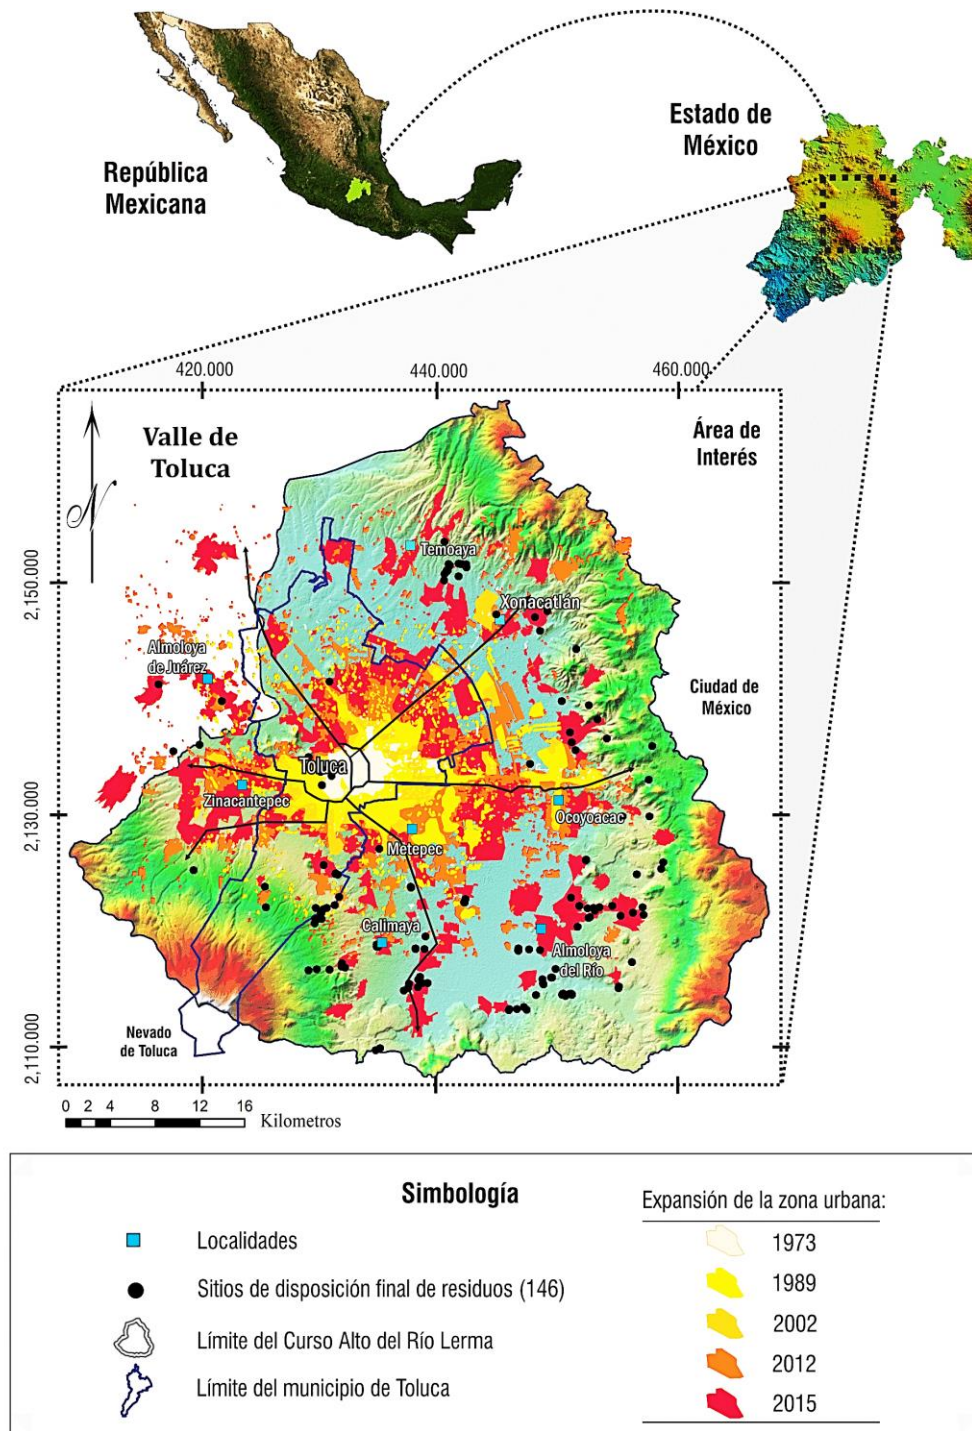 República
Mexicana
Estado de
México
420.000
440.000
460.000
Valle de
Toluca
Área de
Interés
N
2,150.000
2,130.000
2,110.000
Temoaya
Xonacatlán
Almoloya
de Juárez
Ciudad de
México
Toluca
Zinacantepec
Ocoyoacac
Metepec
Calimaya
Almoloya
del Río
Nevado
de Toluca
0 2 4 8 12 16
Kilometros
Simbología
Localidades
Sitios de disposición final de residuos (146)
Límite del Curso Alto del Río Lerma
Límite del municipio de Toluca
Expansión de la zona urbana:
1973
1989
2002
2012
2015